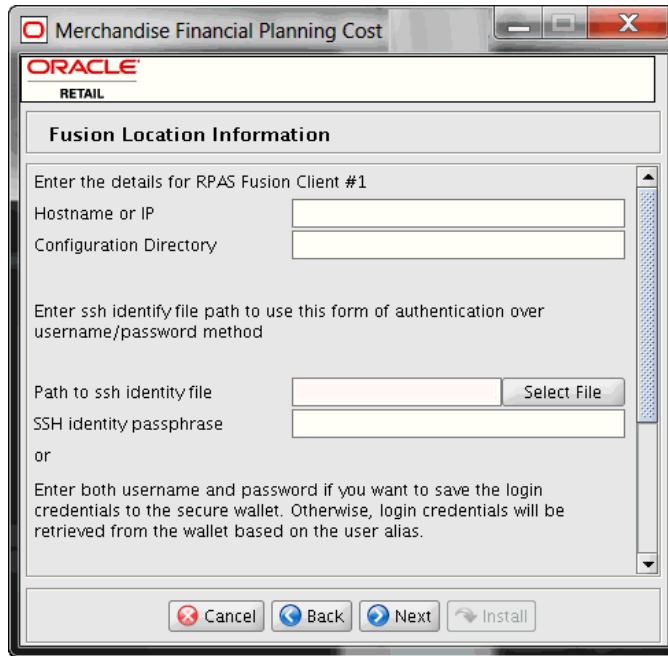 Merchandise Financial Planning Cost
ORACLE
RETAIL
Fusion Location Information
Enter the details for RPAS Fusion Client #1
Hostname or IP
Configuration Directory
Enter ssh identify file path to use this form of authentication over
username/password method
Path to ssh identity file
Select File
SSH identity passphrase
or
Enter both username and password if you want to save the login
credentials to the secure wallet. Otherwise, login credentials will be
retrieved from the wallet based on the user alias.
Cancel Back Next Install